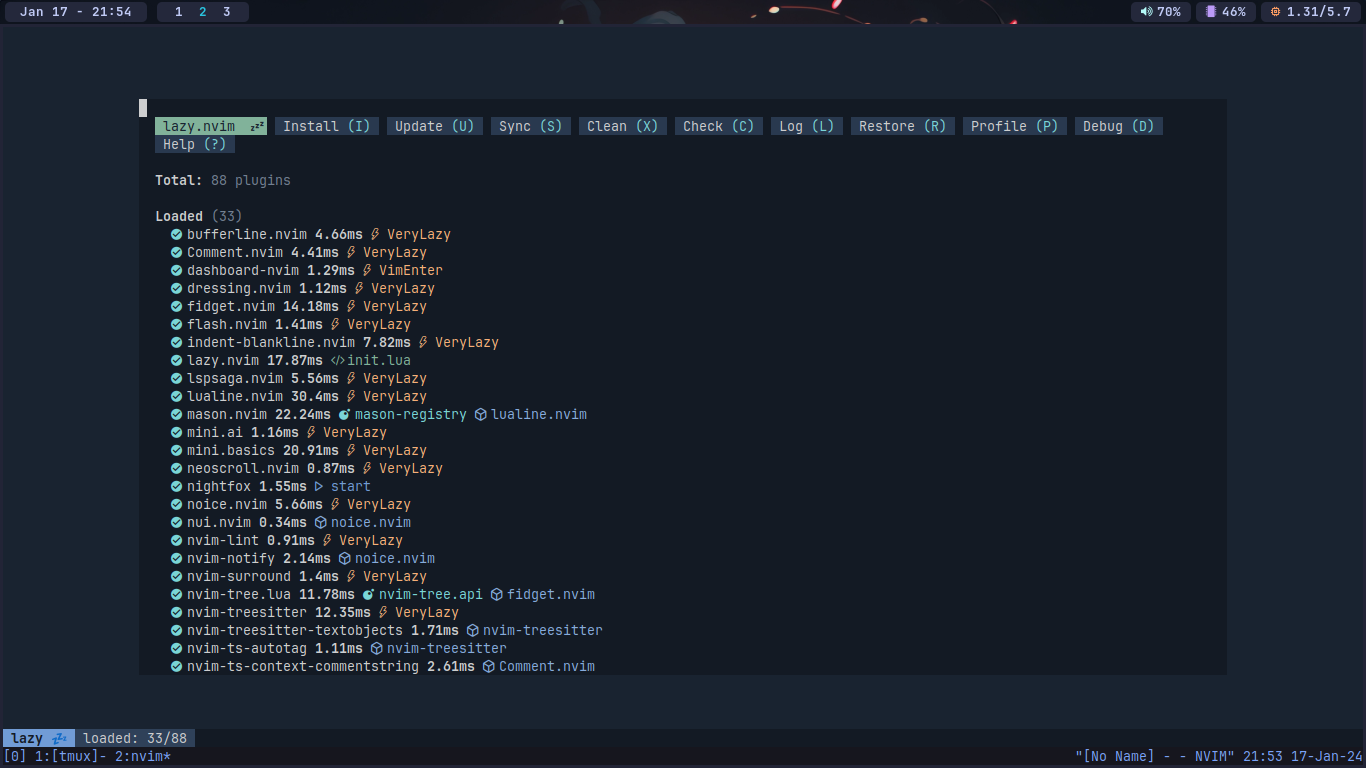 Jan 17 - 21:54 1 2 3 70% 46% 1.31/5.7
lazy.nvim zzz Install (I) Update (U) Sync (S) Clean (X) Check (C) Log (L) Restore (R) Profile (P) Debug (D)
Help (?)
Total: 88 plugins
Loaded (33)
bufferline.nvim 4.66ms VeryLazy
Comment.nvim 4.41ms VeryLazy
dashboard-nvim 1.29ms VimEnter
dressing.nvim 1.12ms VeryLazy
fidget.nvim 14.18ms VeryLazy
flash.nvim 1.41ms VeryLazy
indent-blankline.nvim 7.82ms VeryLazy
lazy.nvim 17.87ms </>init.lua
lspsaga.nvim 5.56ms VeryLazy
lualine.nvim 30.4ms VeryLazy
mason.nvim 22.24ms mason-registry lualine.nvim
mini.ai 1.16ms VeryLazy
mini.basics 20.91ms VeryLazy
neoscroll.nvim 0.87ms VeryLazy
nightfox 1.55ms start
noice.nvim 5.66ms VeryLazy
nui.nvim 0.34ms noice.nvim
nvim-lint 0.91ms VeryLazy
nvim-notify 2.14ms noice.nvim
nvim-surround 1.4ms VeryLazy
nvim-tree.lua 11.78ms nvim-tree.api fidget.nvim
nvim-treesitter 12.35ms VeryLazy
nvim-treesitter-textobjects 1.71ms nvim-treesitter
nvim-ts-autotag 1.11ms nvim-treesitter
nvim-ts-context-commentstring 2.61ms Comment.nvim
lazy zzz loaded: 33/88
[0] 1:[tmux]- 2:nvim* "[No Name] - - NVIM" 21:53 17-Jan-24